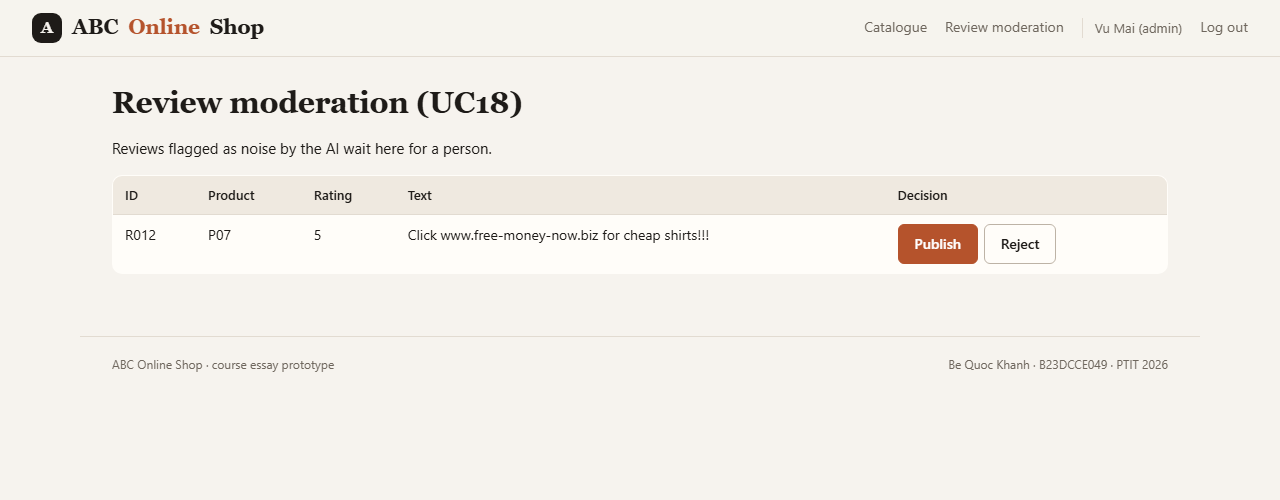 A ABC Online Shop Catalogue Review moderation Vu Mai (admin) Log out
Review moderation (UC18)
Reviews flagged as noise by the AI wait here for a person.
ID Product Rating Text Decision
R012 P07 5 Click www.free-money-now.biz for cheap shirts!!! Publish Reject
ABC Online Shop · course essay prototype Be Quoc Khanh · B23DCCE049 · PTIT 2026